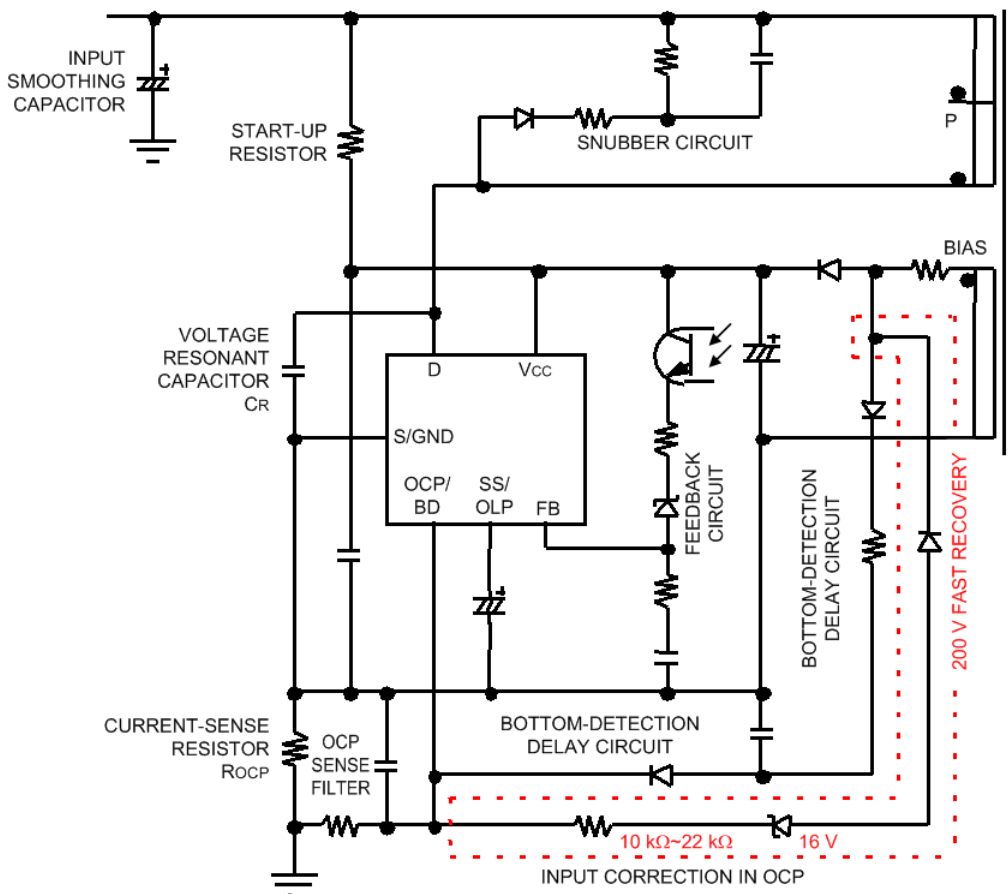 INPUT
SMOOTHING
CAPACITOR
+
START-UP
RESISTOR
SNUBBER CIRCUIT
P
BIAS
VOLTAGE
RESONANT
CAPACITOR
CR
D
VCC
+
S/GND
OCP/
BD
SS/
OLP
FB
+
FEEDBACK
CIRCUIT
BOTTOM-DETECTION
DELAY CIRCUIT
200 V FAST RECOVERY
CURRENT-SENSE
RESISTOR
ROCP
OCP
SENSE
FILTER
BOTTOM-DETECTION
DELAY CIRCUIT
10 kΩ~22 kΩ
16 V
INPUT CORRECTION IN OCP